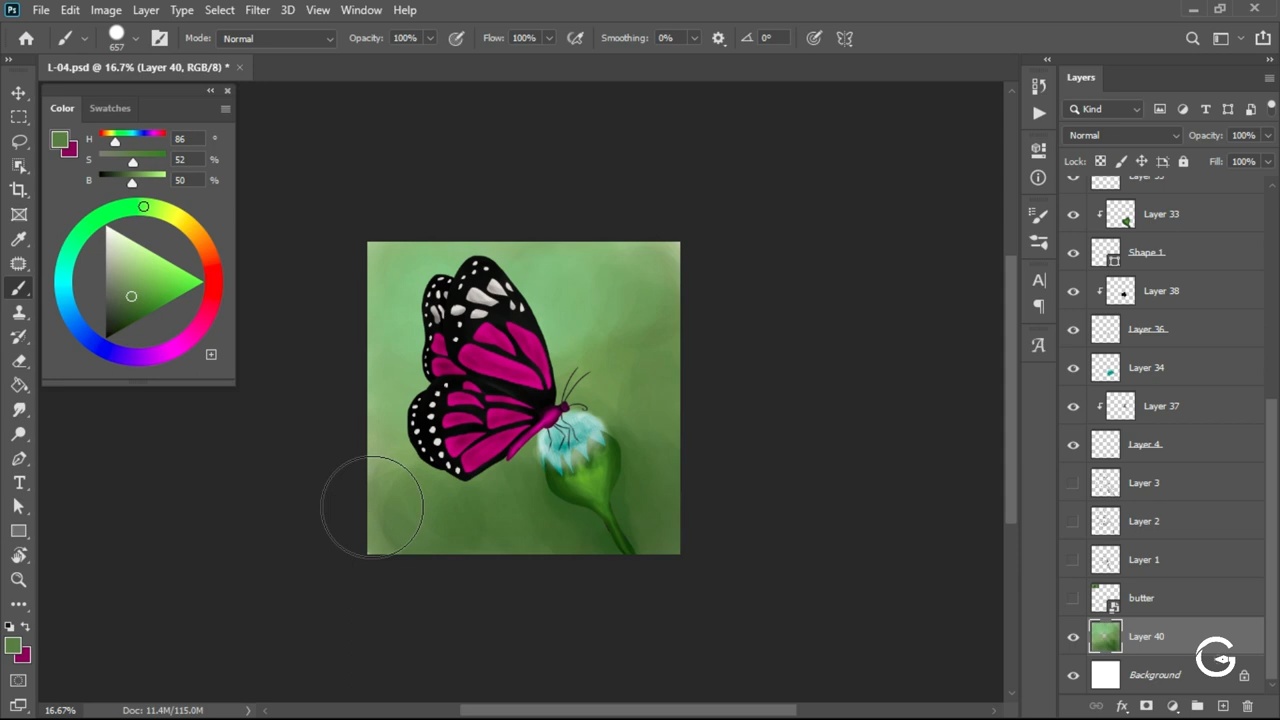 Ps File Edit Image Layer Type Select Filter 3D View Window Help
657 Mode: Normal Opacity: 100% Flow: 100% Smoothing: 0% 0°
L-04.psd @ 16.7% (Layer 40, RGB/8) *
Color Swatches
H 86 °
S 52 %
B 50 %
Layers
Kind
Normal Opacity: 100%
Lock: Fill: 100%
Layer 33
Shape 1
Layer 38
Layer 36
Layer 34
Layer 37
Layer 4
Layer 3
Layer 2
Layer 1
butter
Layer 40
Background
16.67% Doc: 11.4M/115.0M